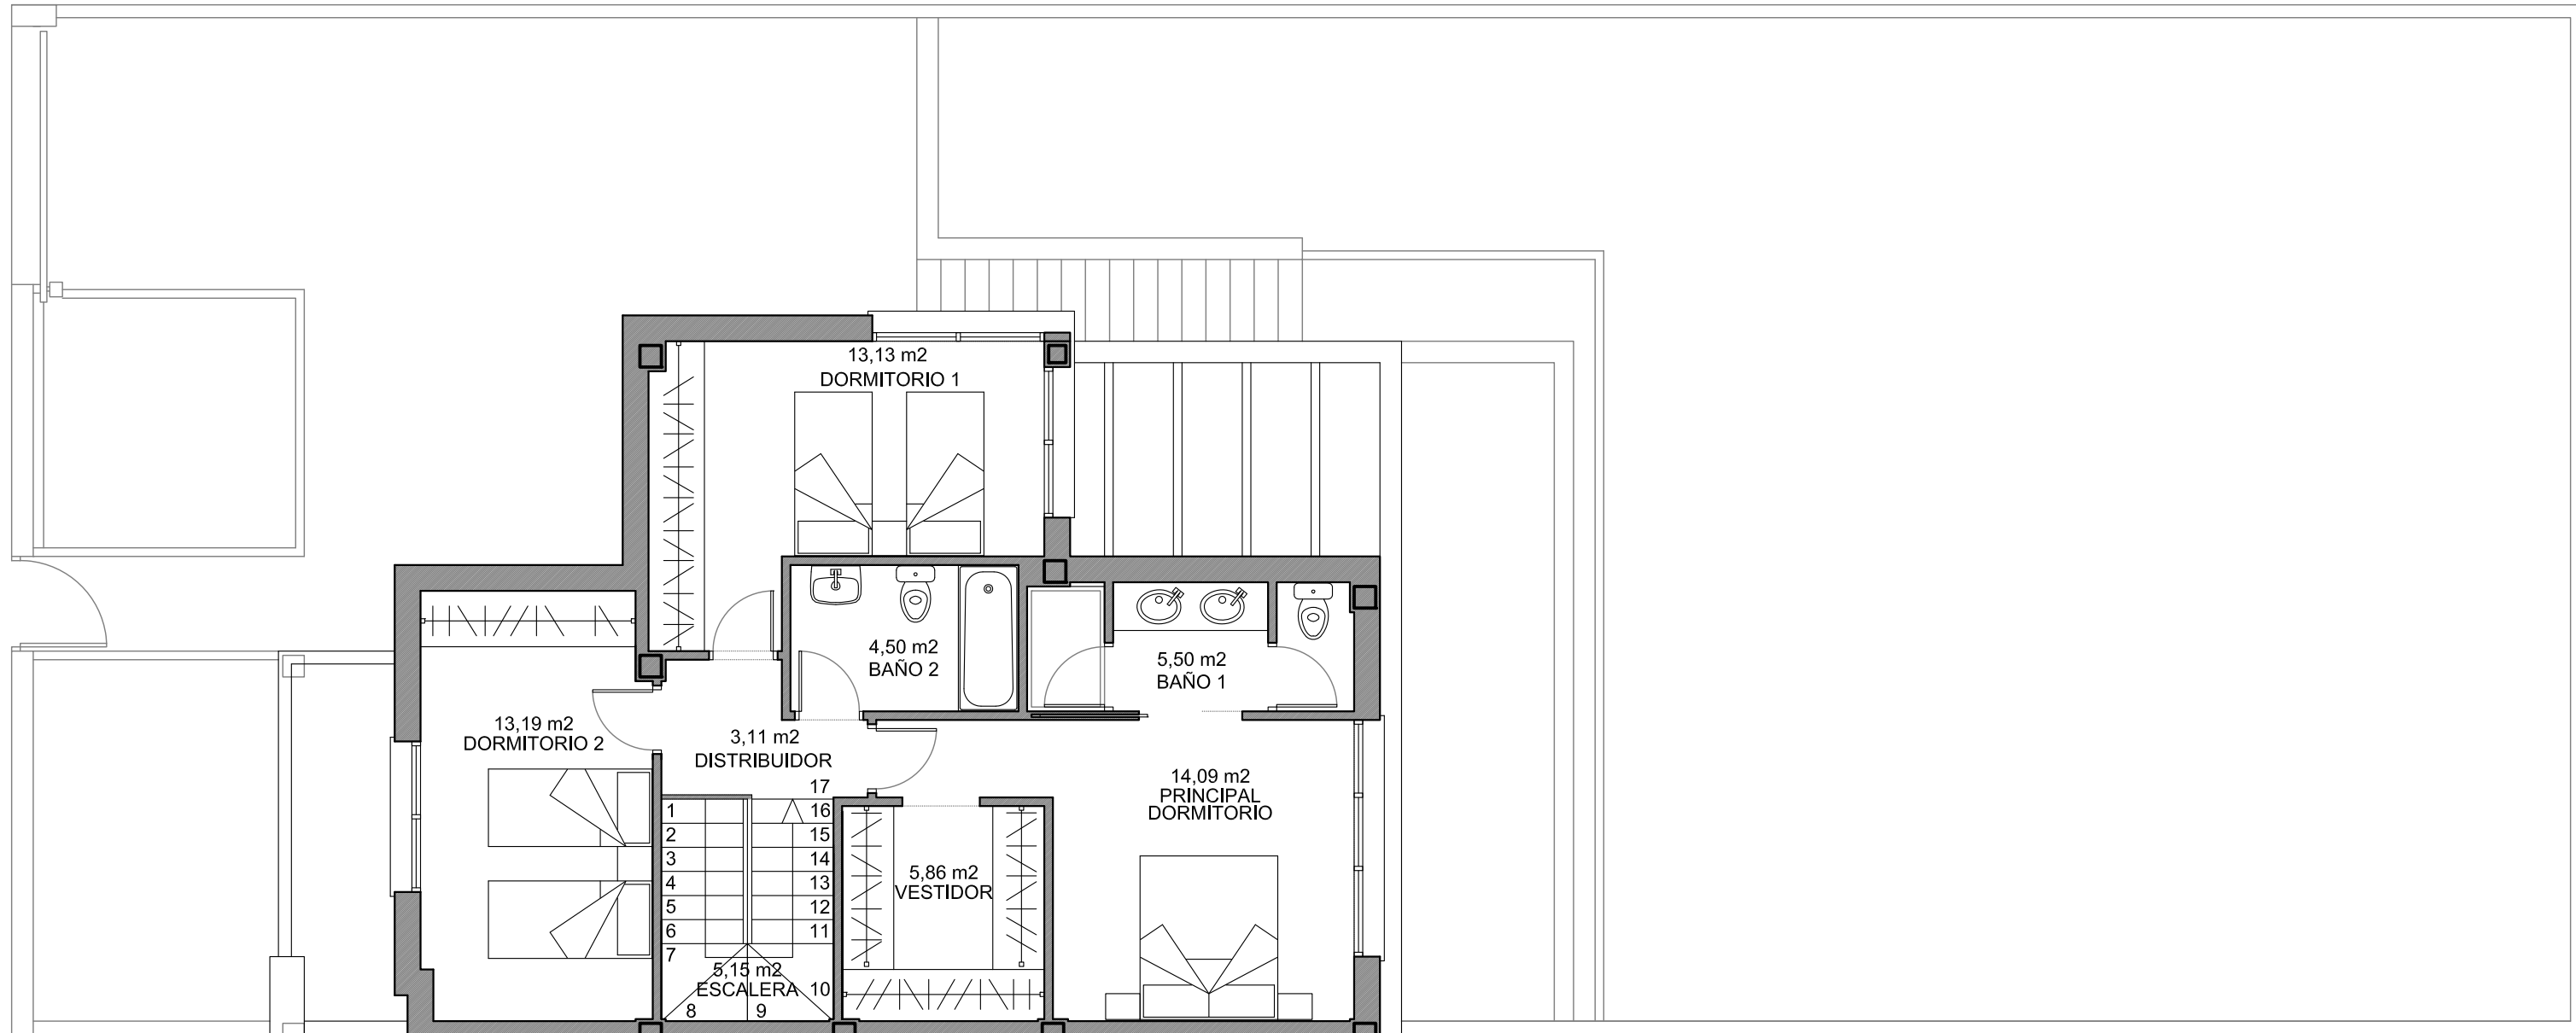 13,13 m2
DORMITORIO 1
4,50 m2
BAÑO 2
5,50 m2
BAÑO 1
13,19 m2
DORMITORIO 2
3,11 m2
DISTRIBUIDOR
14,09 m2
PRINCIPAL
DORMITORIO
17
1
16
2
15
3
14
4
13
5
12
6
11
7
5,86 m2
VESTIDOR
5,15 m2
ESCALERA
10
8
9